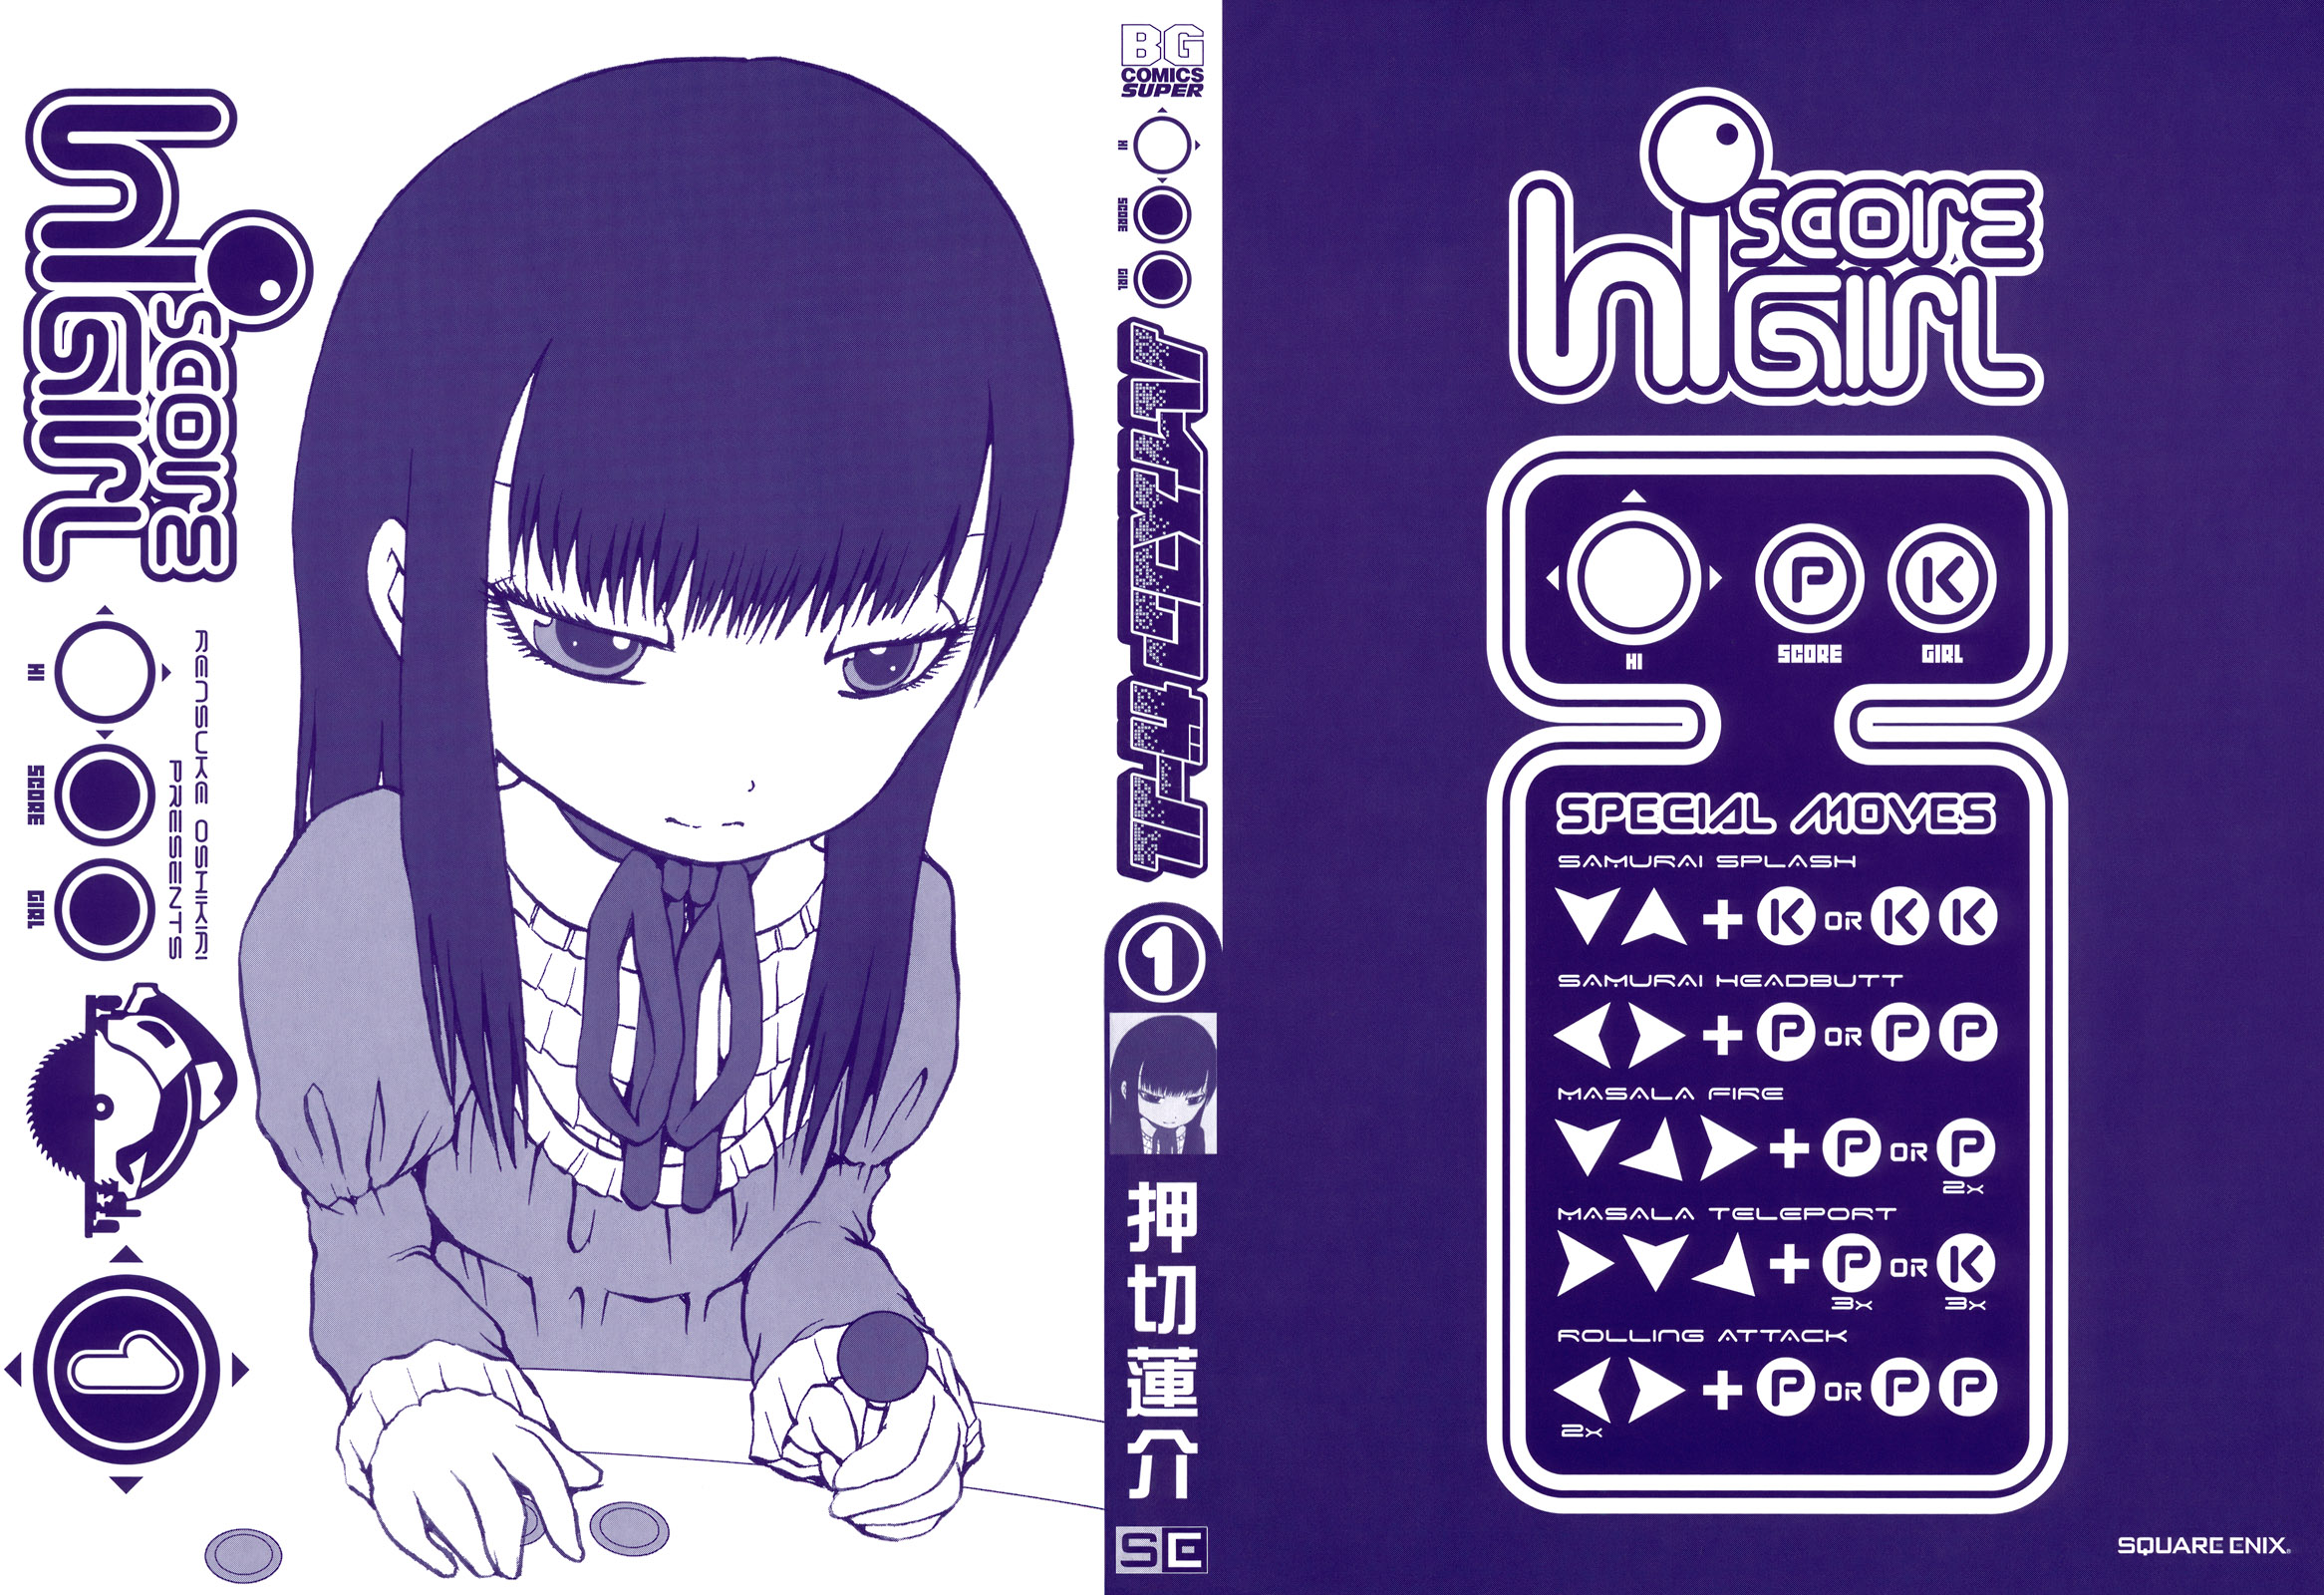 hi score
Girl
RENSUKE OSHIKIRI
PRESENTS
HI
SCORE
GIRL
1
BG
COMICS
SUPER
HI
SCORE
GIRL
ハイスコアガール
1
押切蓮介
SE
hi score
Girl
P
K
HI
SCORE
GIRL
SPECIAL MOVES
SAMURAI SPLASH
+ K OR K K
SAMURAI HEADBUTT
+ P OR P P
MASALA FIRE
+ P OR P
2x
MASALA TELEPORT
+ P OR K
3x 3x
ROLLING ATTACK
+ P OR P P
2x
SQUARE ENIX®